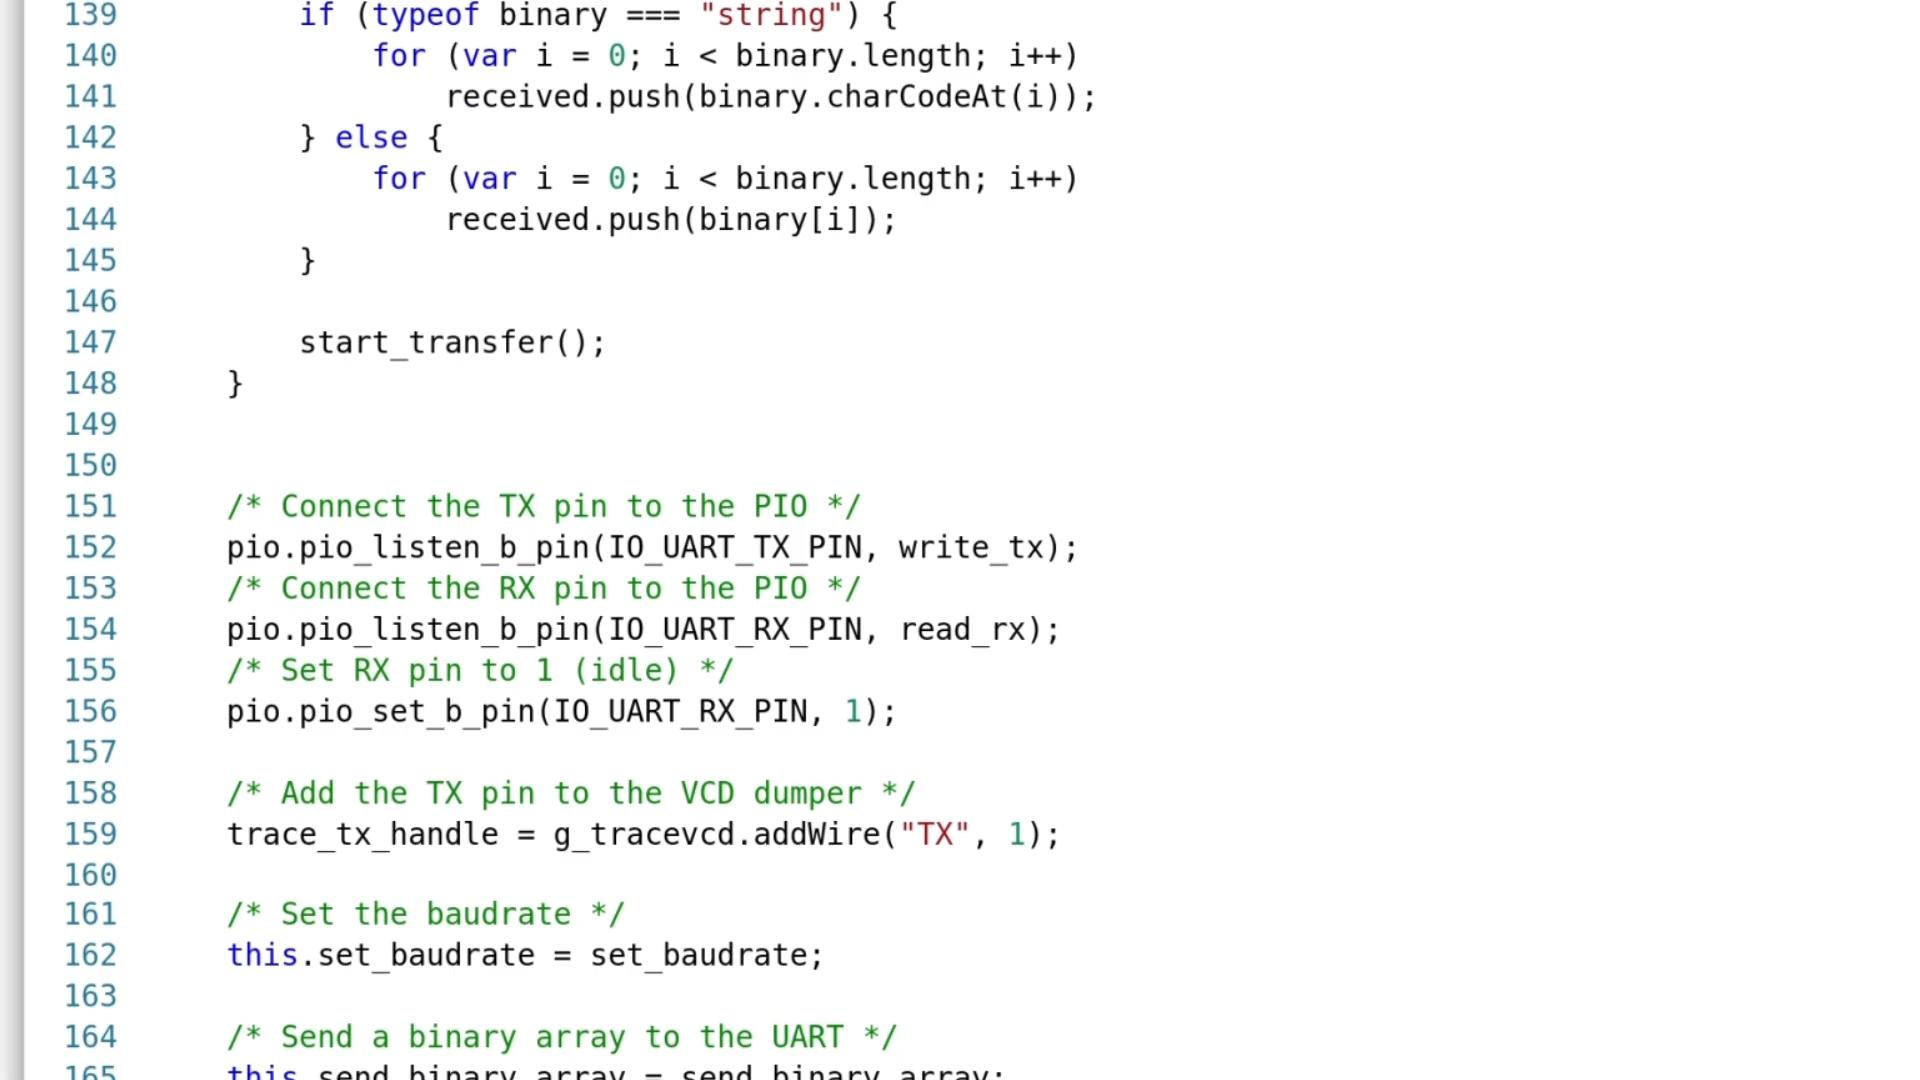 139 if (typeof binary === "string") {
140 for (var i = 0; i < binary.length; i++)
141 received.push(binary.charCodeAt(i));
142 } else {
143 for (var i = 0; i < binary.length; i++)
144 received.push(binary[i]);
145 }
146
147 start_transfer();
148 }
149
150
151 /* Connect the TX pin to the PIO */
152 pio.pio_listen_b_pin(IO_UART_TX_PIN, write_tx);
153 /* Connect the RX pin to the PIO */
154 pio.pio_listen_b_pin(IO_UART_RX_PIN, read_rx);
155 /* Set RX pin to 1 (idle) */
156 pio.pio_set_b_pin(IO_UART_RX_PIN, 1);
157
158 /* Add the TX pin to the VCD dumper */
159 trace_tx_handle = g_tracevcd.addWire("TX", 1);
160
161 /* Set the baudrate */
162 this.set_baudrate = set_baudrate;
163
164 /* Send a binary array to the UART */
165 this.send_binary_array = send_binary_array;